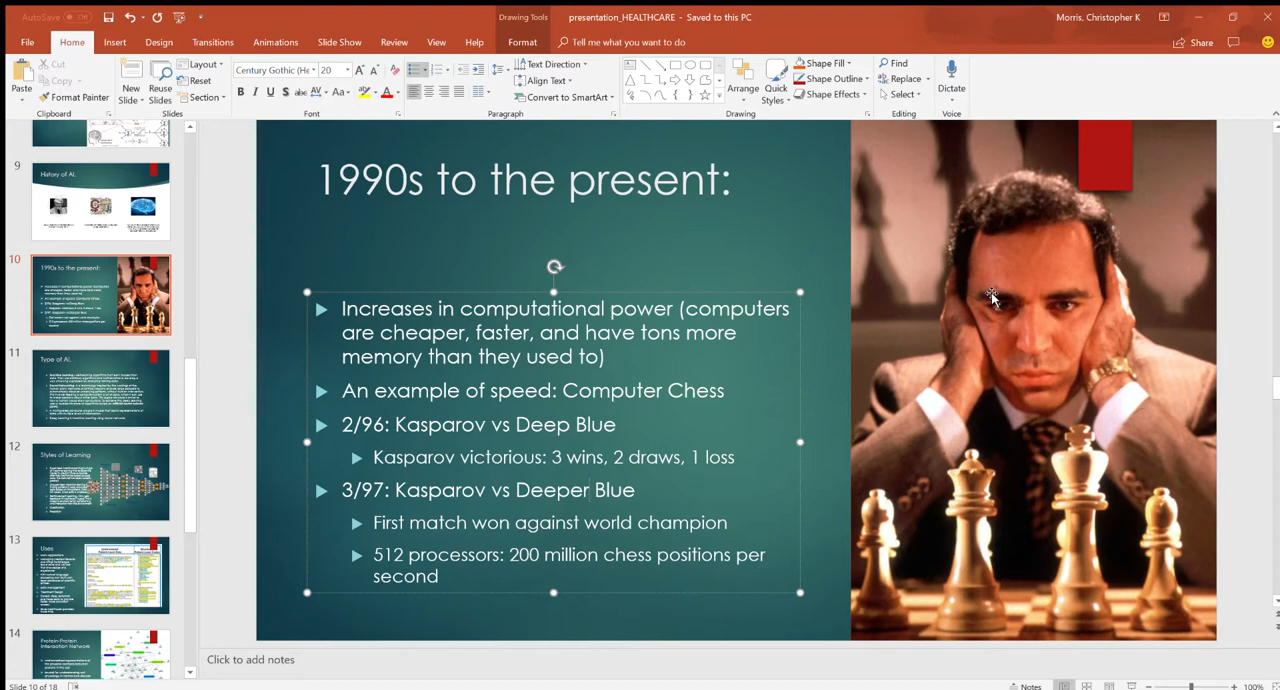 AutoSave Off
presentation_HEALTHCARE - Saved to this PC
Drawing Tools
Morris, Christopher K
File Home Insert Design Transitions Animations Slide Show Review View Help Format Tell me what you want to do
Share
Paste
Cut
Copy
Format Painter
Clipboard
New Slide
Reuse Slides
Layout
Reset
Section
Slides
Century Gothic (He 20
B I U S abc AV Aa A
Font
Text Direction
Align Text
Convert to SmartArt
Paragraph
Arrange
Quick Styles
Shape Fill
Shape Outline
Shape Effects
Drawing
Find
Replace
Select
Editing
Dictate
Voice
9
History of AI.
10
1990s to the present:
11
Type of AI.
12
Styles of Learning
13
Uses
14
Protein-Protein
Interaction Network
1990s to the present:
Increases in computational power (computers
are cheaper, faster, and have tons more
memory than they used to)
An example of speed: Computer Chess
2/96: Kasparov vs Deep Blue
Kasparov victorious: 3 wins, 2 draws, 1 loss
3/97: Kasparov vs Deeper Blue
First match won against world champion
512 processors: 200 million chess positions per
second
Click to add notes
Slide 10 of 18
Notes
100%